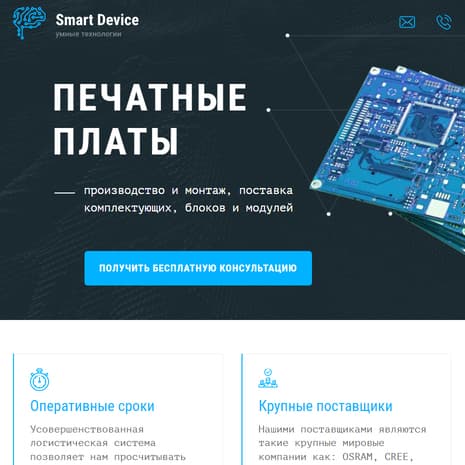 Smart Device
умные технологии
ПЕЧАТНЫЕ
ПЛАТЫ
производство и монтаж, поставка
комплектующих, блоков и модулей
ПОЛУЧИТЬ БЕСПЛАТНУЮ КОНСУЛЬТАЦИЮ
Оперативные сроки
Усовершенствованная
логистическая система
позволяет нам просчитывать
Крупные поставщики
Нашими поставщиками являются
такие крупные мировые
компании как: OSRAM, CREE,